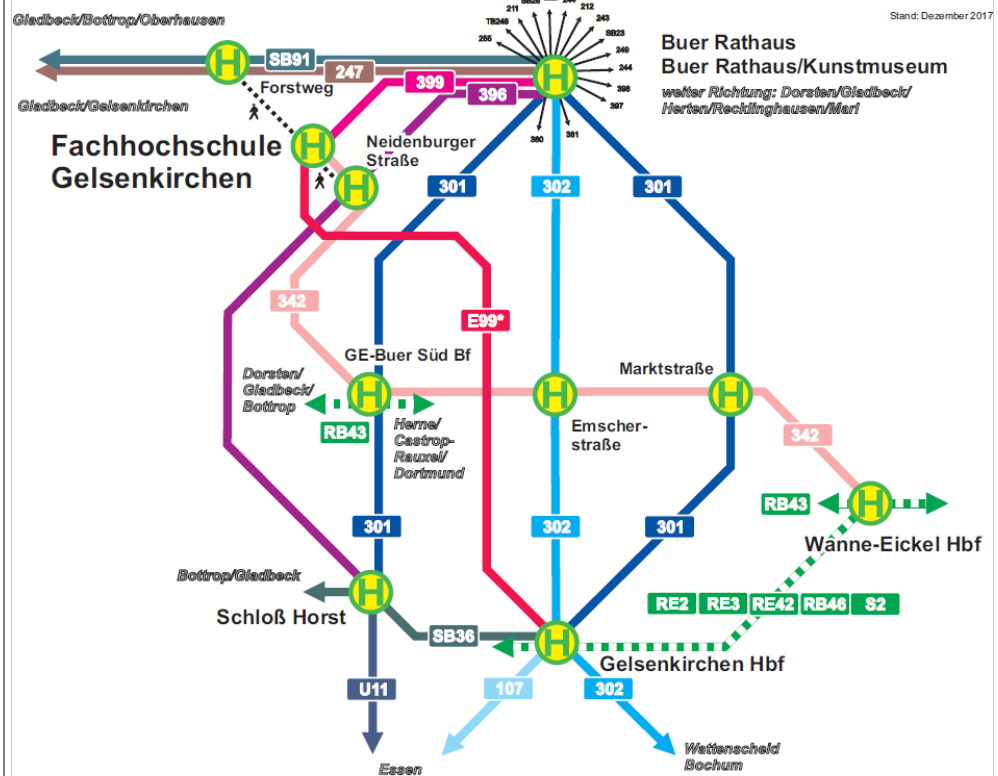 Gladbeck/Bottrop/Oberhausen
Stand: Dezember 2017
211
SB28
244
212
TB248
243
255
SB23
249
244
398
397
380
381
Buer Rathaus
Buer Rathaus/Kunstmuseum
weiter Richtung: Dorsten/Gladbeck/
Herten/Recklinghausen/Marl
SB91
247
Forstweg
399
396
Gladbeck/Gelsenkirchen
Fachhochschule
Gelsenkirchen
Neidenburger
Straße
H
H
H
H
301
302
301
342
E99*
GE-Buer Süd Bf
Marktstraße
Dorsten/
Gladbeck/
Bottrop
H
H
H
RB43
Herne/
Castrop-
Rauxel/
Dortmund
Emscher-
straße
342
RB43
H
Wanne-Eickel Hbf
301
302
301
Bottrop/Gladbeck
H
Schloß Horst
RE2
RE3
RE42
RB46
S2
SB36
H
Gelsenkirchen Hbf
U11
107
302
Essen
Wattenscheid
Bochum